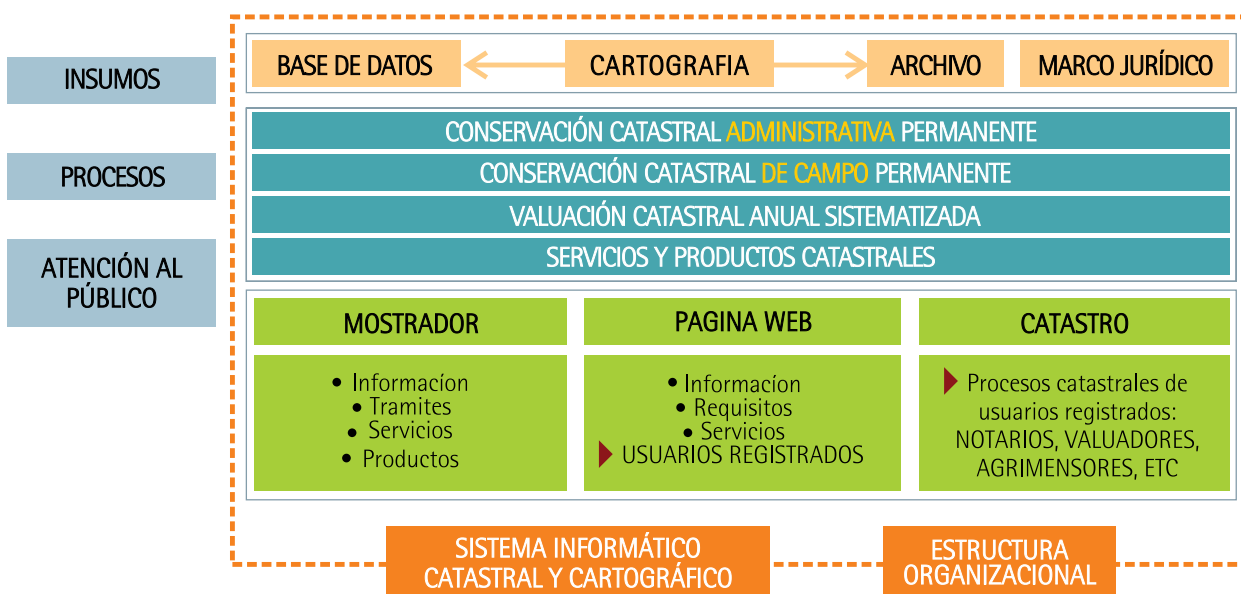 INSUMOS
BASE DE DATOS
CARTOGRAFIA
ARCHIVO
MARCO JURÍDICO
PROCESOS
CONSERVACIÓN CATASTRAL ADMINISTRATIVA PERMANENTE
CONSERVACIÓN CATASTRAL DE CAMPO PERMANENTE
VALUACIÓN CATASTRAL ANUAL SISTEMATIZADA
SERVICIOS Y PRODUCTOS CATASTRALES
ATENCIÓN AL
PÚBLICO
MOSTRADOR
• Informacíon
• Tramites
• Servicios
• Productos
PAGINA WEB
• Informacíon
• Requisitos
• Servicios
USUARIOS REGISTRADOS
CATASTRO
Procesos catastrales de
usuarios registrados:
NOTARIOS, VALUADORES,
AGRIMENSORES, ETC
SISTEMA INFORMÁTICO
CATASTRAL Y CARTOGRÁFICO
ESTRUCTURA
ORGANIZACIONAL